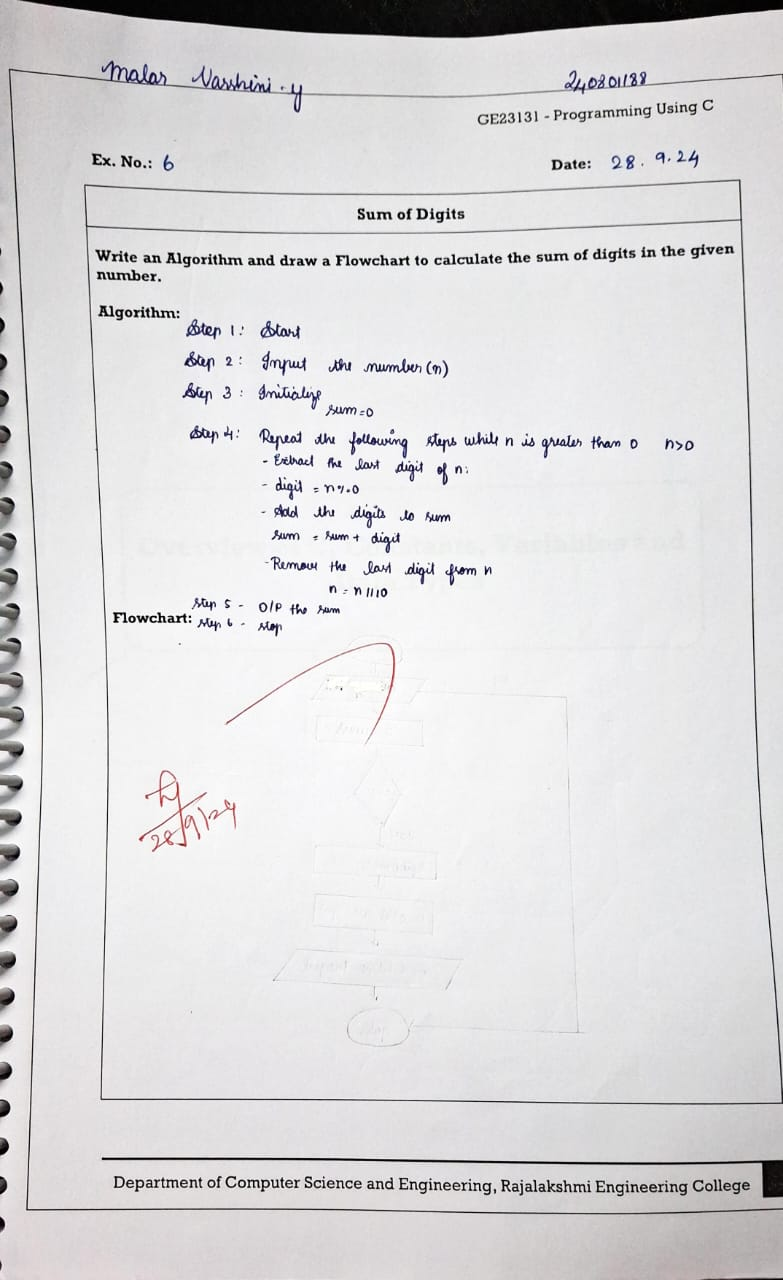 Malar Varshini.y
240801188
GE23131 - Programming Using C
Ex. No.: 6
Date: 28.9.24
Sum of Digits
Write an Algorithm and draw a Flowchart to calculate the sum of digits in the given
number.
Algorithm:
Step 1: Start
Step 2: Input the number (n)
Step 3: Initialize
sum=0
Step 4: Repeat the following steps while n is greater than 0 n>0
- Extract the last digit of n:
- digit = n%0
- Add the digits to sum
sum = sum + digit
- Remove the last digit from n
n = n//10
Step 5 - O/P the sum
Flowchart: Step 6 - stop
28/9/24
Department of Computer Science and Engineering, Rajalakshmi Engineering College